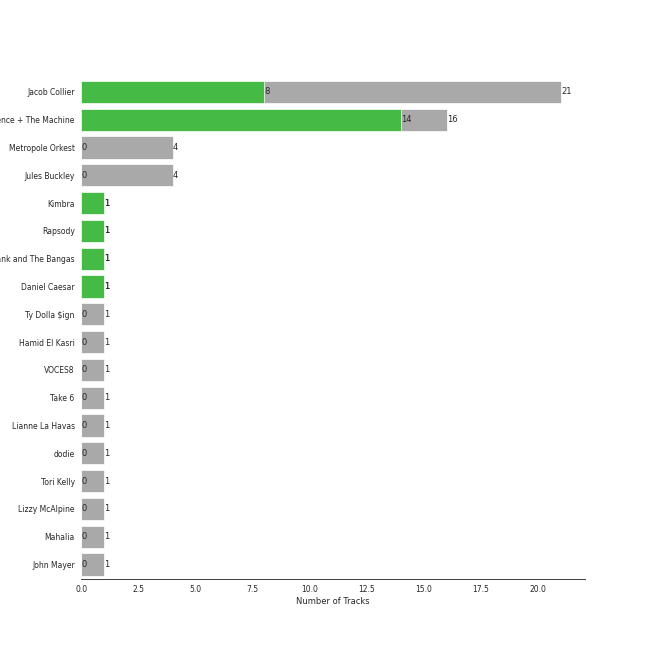 Jacob Collier 8 21
ence + The Machine 14 16
Metropole Orkest 0 4
Jules Buckley 0 4
Kimbra 1
Rapsody 1
ank and The Bangas 1
Daniel Caesar 1
Ty Dolla $ign 0 1
Hamid El Kasri 0 1
VOCES8 0 1
Take 6 0 1
Lianne La Havas 0 1
dodie 0 1
Tori Kelly 0 1
Lizzy McAlpine 0 1
Mahalia 0 1
John Mayer 0 1
0.0 2.5 5.0 7.5 10.0 12.5 15.0 17.5 20.0
Number of Tracks